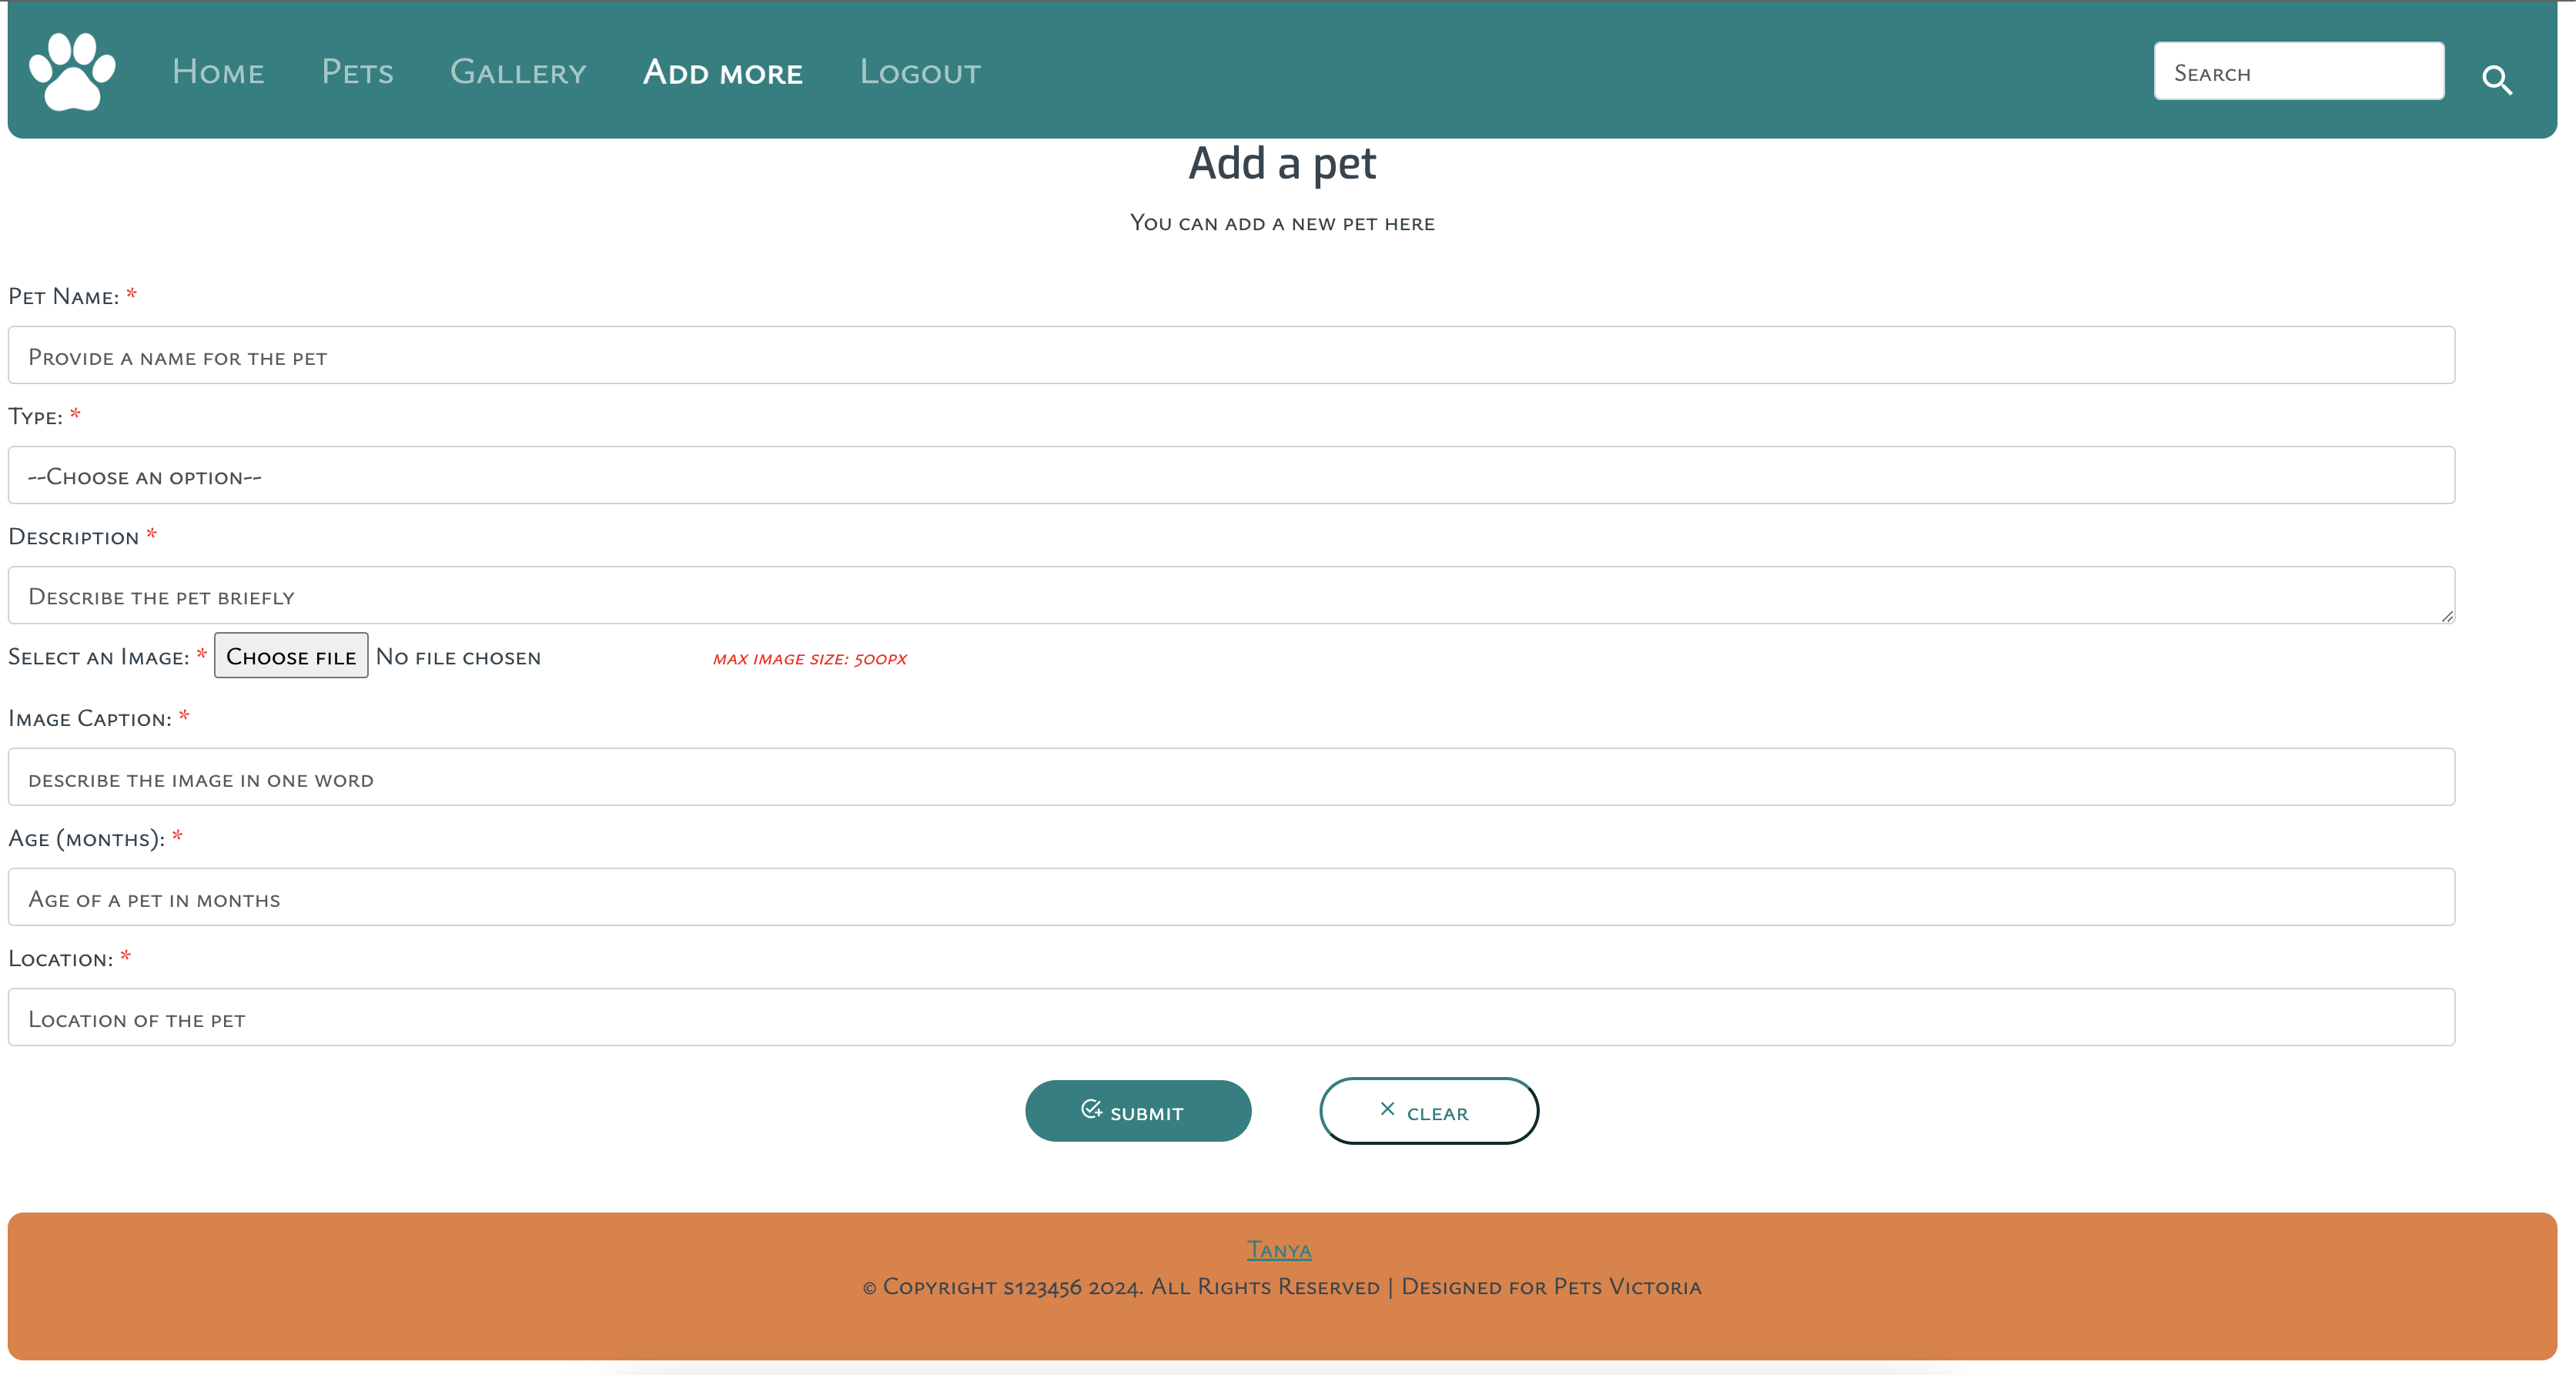 Home Pets Gallery Add more Logout Search
Add a pet
You can add a new pet here
Pet Name: *
Provide a name for the pet
Type: *
--Choose an option--
Description *
Describe the pet briefly
Select an Image: * Choose file No file chosen max image size: 500px
Image Caption: *
describe the image in one word
Age (months): *
Age of a pet in months
Location: *
Location of the pet
submit clear
Tanya
© Copyright s123456 2024. All Rights Reserved | Designed for Pets Victoria